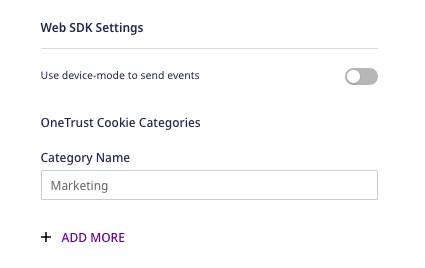 Web SDK Settings
Use device-mode to send events
OneTrust Cookie Categories
Category Name
Marketing
+ ADD MORE